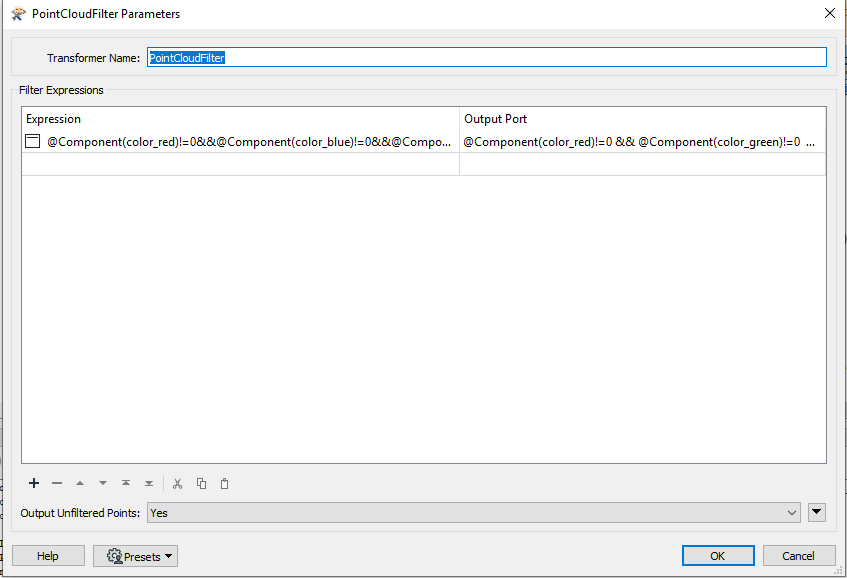 PointCloudFilter Parameters
Transformer Name: PointCloudFilter
Filter Expressions
Expression Output Port
@Component(color_red)!=0&&@Component(color_blue)!=0&&@Compo... @Component(color_red)!=0 && @Component(color_green)!=0 ...
Output Unfiltered Points: Yes
Help Presets OK Cancel